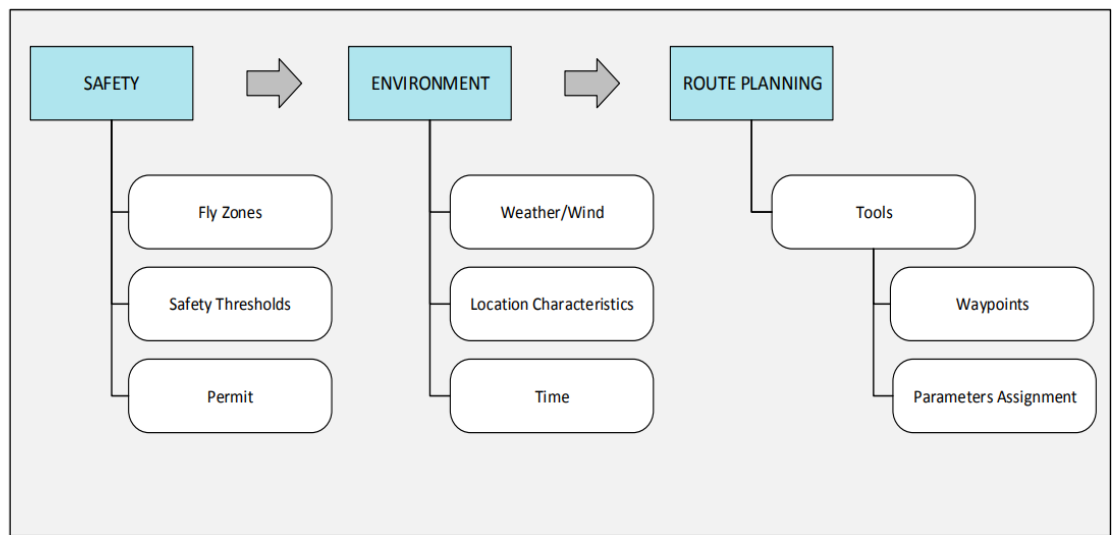 SAFETY
ENVIRONMENT
ROUTE PLANNING
Fly Zones
Weather/Wind
Tools
Safety Thresholds
Location Characteristics
Waypoints
Permit
Time
Parameters Assignment